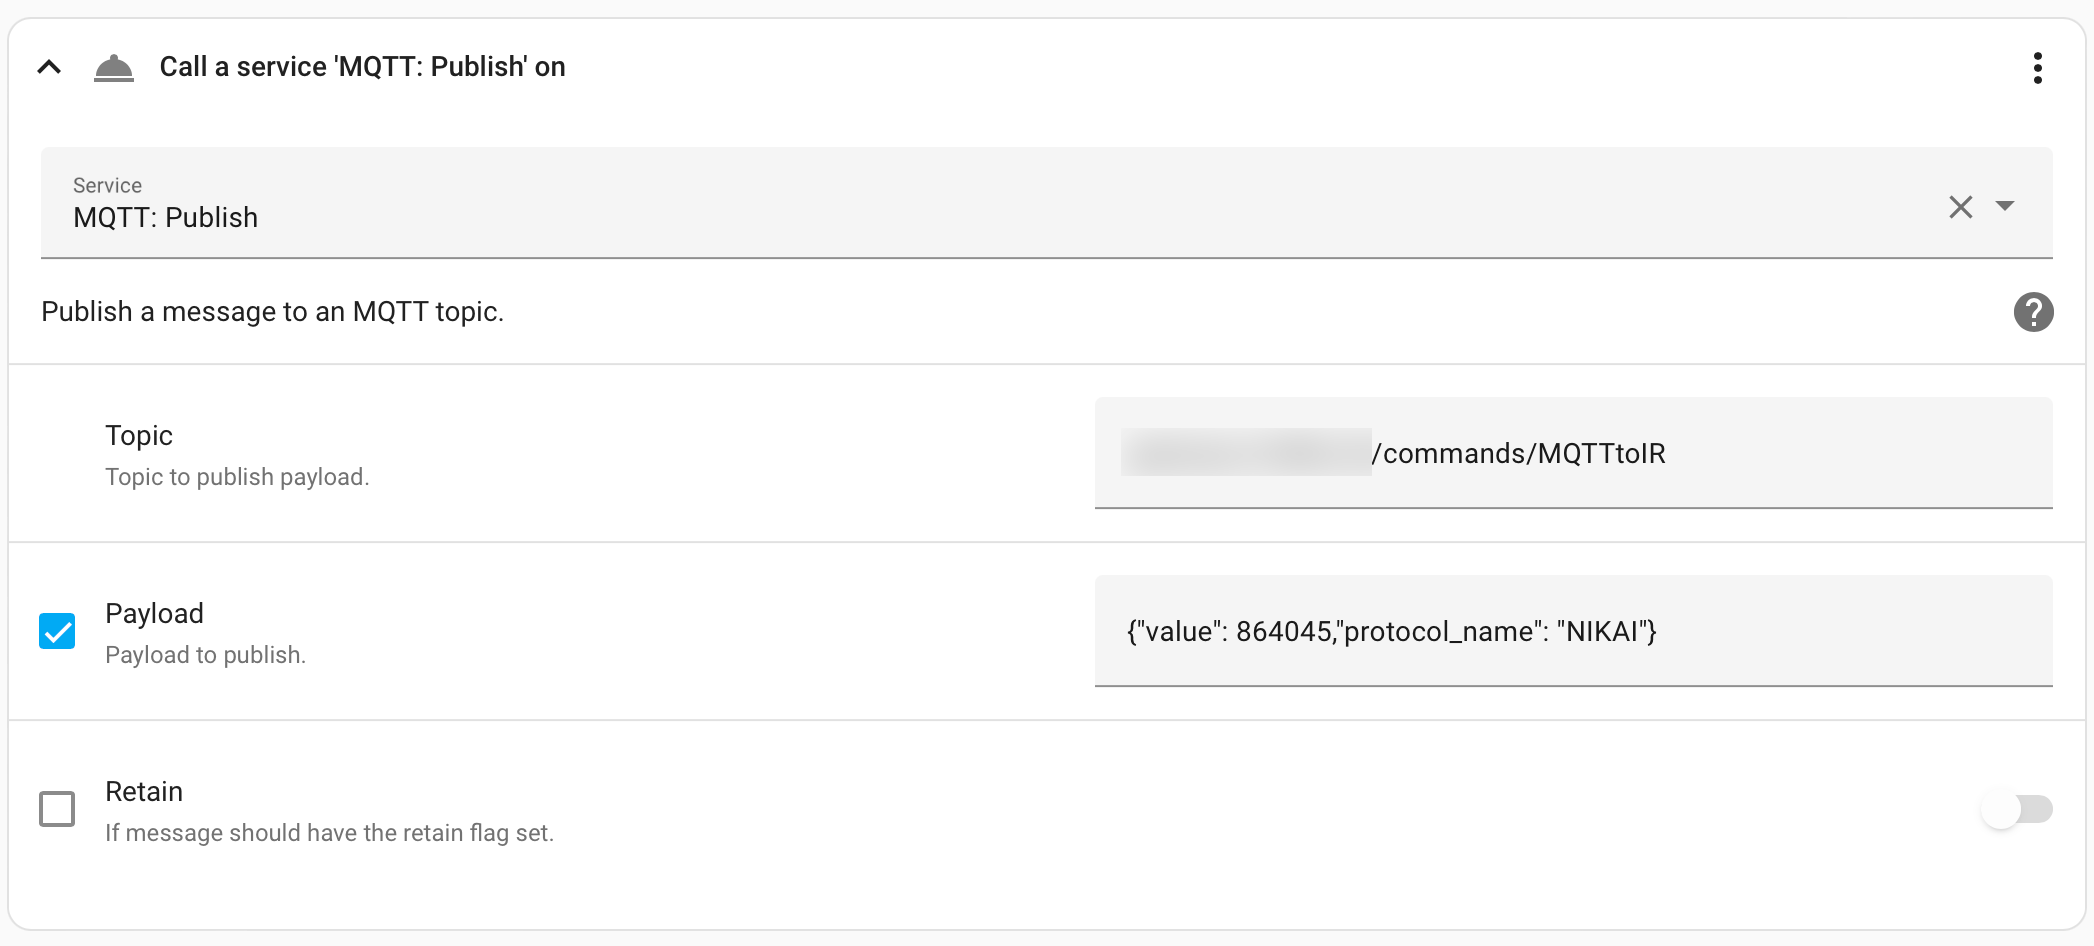 Call a service 'MQTT: Publish' on
Service
MQTT: Publish
Publish a message to an MQTT topic.
Topic
Topic to publish payload.
/commands/MQTTtoIR
Payload
Payload to publish.
{"value": 864045,"protocol_name": "NIKAI"}
Retain
If message should have the retain flag set.